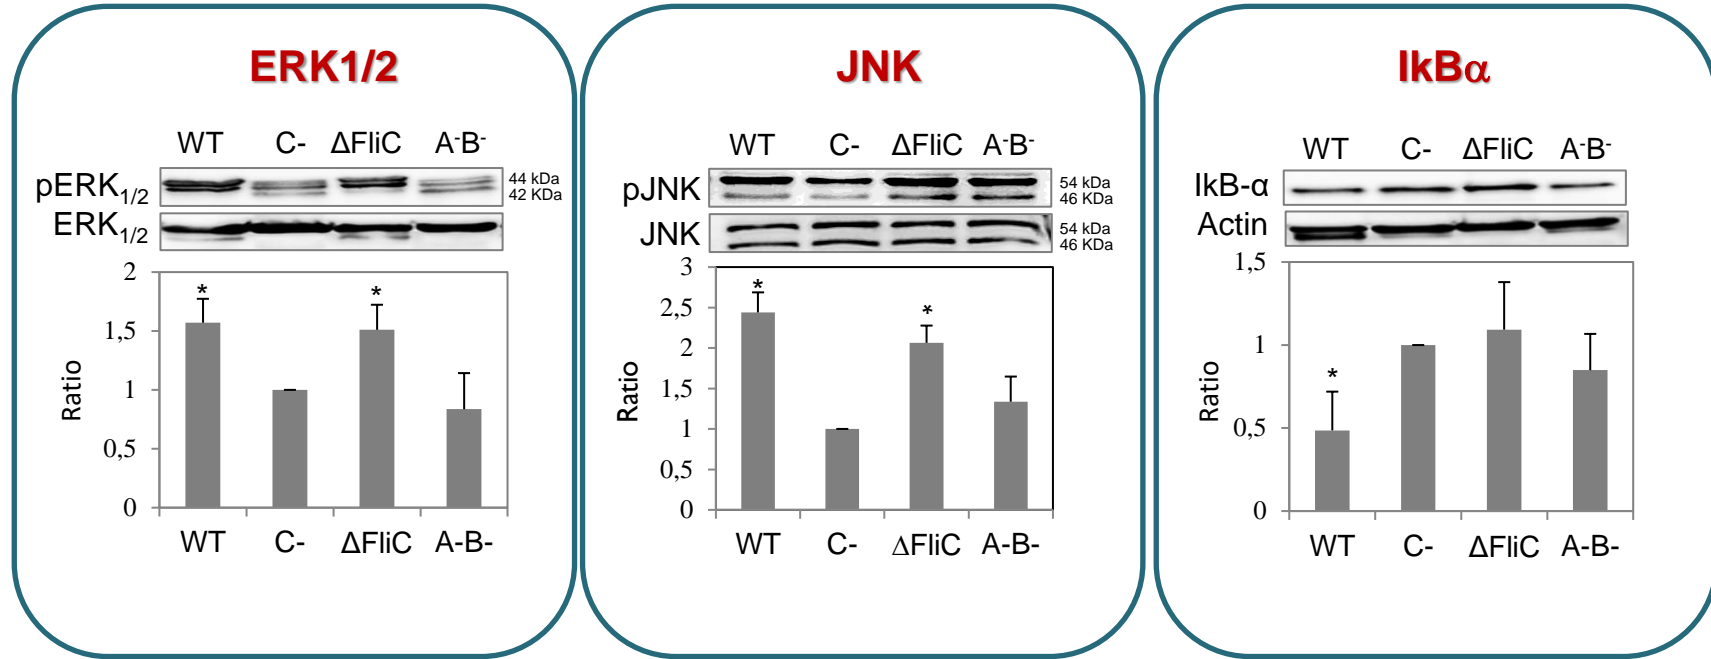 ERK1/2
WT C- ΔFliC A-B-
pERK1/2
44 kDa
42 KDa
ERK1/2
2
1,5
1
0,5
0
Ratio
* *
WT C- ΔFliC A-B-
JNK
WT C- ΔFliC A-B-
pJNK
54 kDa
46 KDa
JNK
54 kDa
46 KDa
3
2,5
2
1,5
1
0,5
0
Ratio
* *
WT C- ΔFliC A-B-
IkBα
WT C- ΔFliC A-B-
IkB-α
Actin
1,5
1
0,5
0
Ratio
*
WT C- ΔFliC A-B-